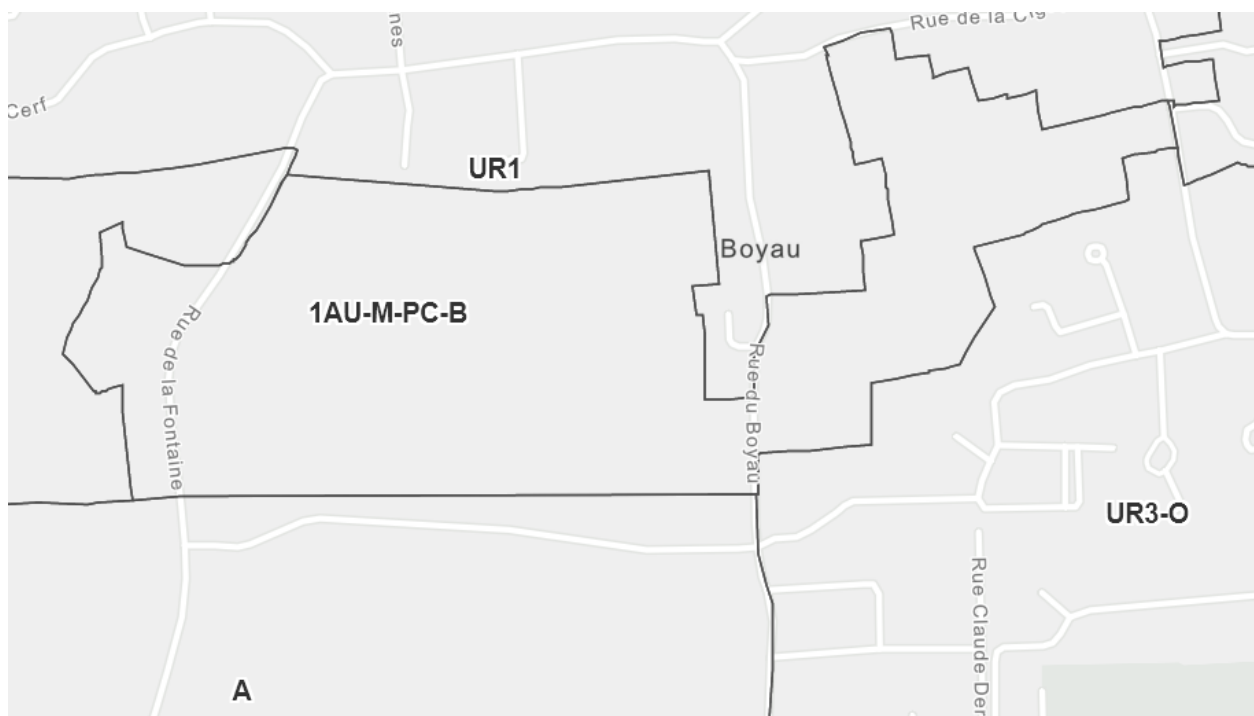 Rue de la Cig
nes
Cerf
UR1
Boyau
1AU-M-PC-B
Rue de la Fontaine
Rue du Boyau
UR3-O
Rue Claude Der
A